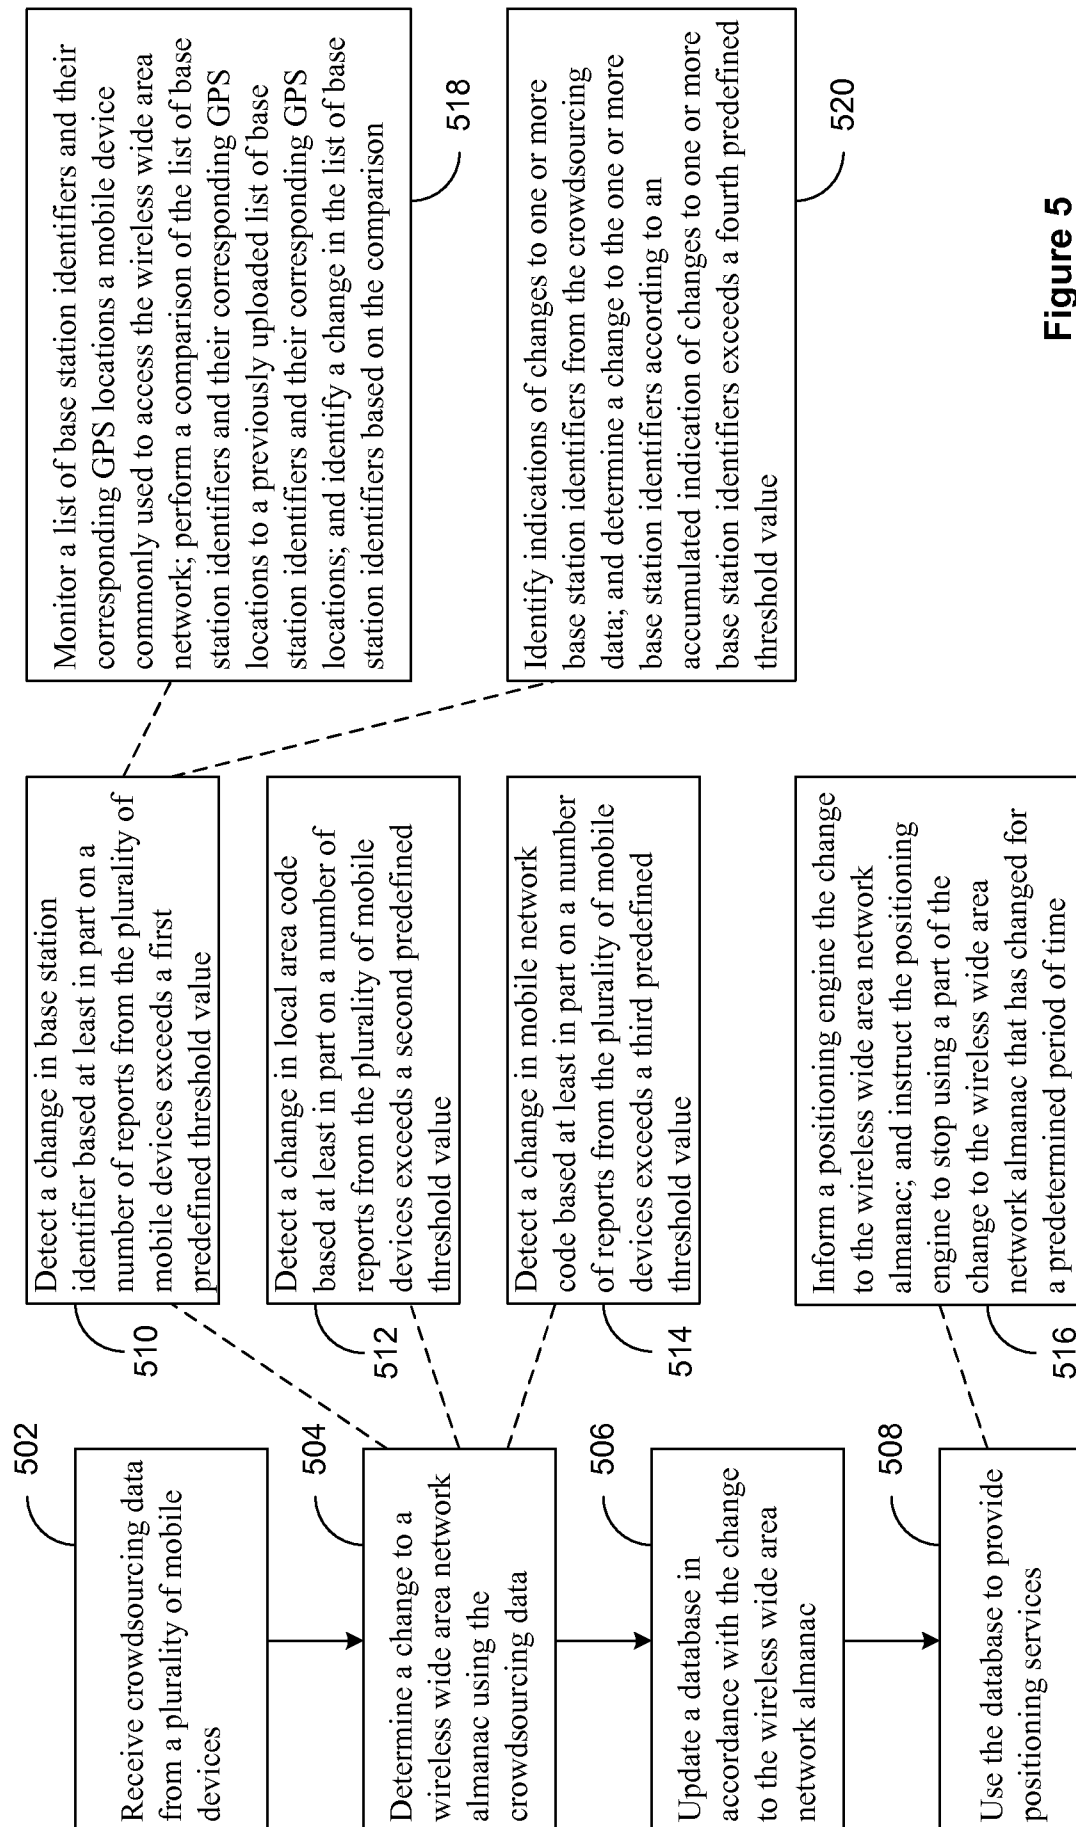 502
Receive crowdsourcing data
from a plurality of mobile
devices
504
Determine a change to a
wireless wide area network
almanac using the
crowdsourcing data
506
Update a database in
accordance with the change
to the wireless wide area
network almanac
508
Use the database to provide
positioning services
Detect a change in base station
identifier based at least in part on a
number of reports from the plurality of
mobile devices exceeds a first
predefined threshold value
510
Detect a change in local area code
based at least in part on a number of
reports from the plurality of mobile
devices exceeds a second predefined
threshold value
512
Detect a change in mobile network
code based at least in part on a number
of reports from the plurality of mobile
devices exceeds a third predefined
threshold value
514
Inform a positioning engine the change
to the wireless wide area network
almanac; and instruct the positioning
engine to stop using a part of the
change to the wireless wide area
network almanac that has changed for
a predetermined period of time
516
Monitor a list of base station identifiers and their
corresponding GPS locations a mobile device
commonly used to access the wireless wide area
network; perform a comparison of the list of base
station identifiers and their corresponding GPS
locations to a previously uploaded list of base
station identifiers and their corresponding GPS
locations; and identify a change in the list of base
station identifiers based on the comparison
518
Identify indications of changes to one or more
base station identifiers from the crowdsourcing
data; and determine a change to the one or more
base station identifiers according to an
accumulated indication of changes to one or more
base station identifiers exceeds a fourth predefined
threshold value
520
Figure 5